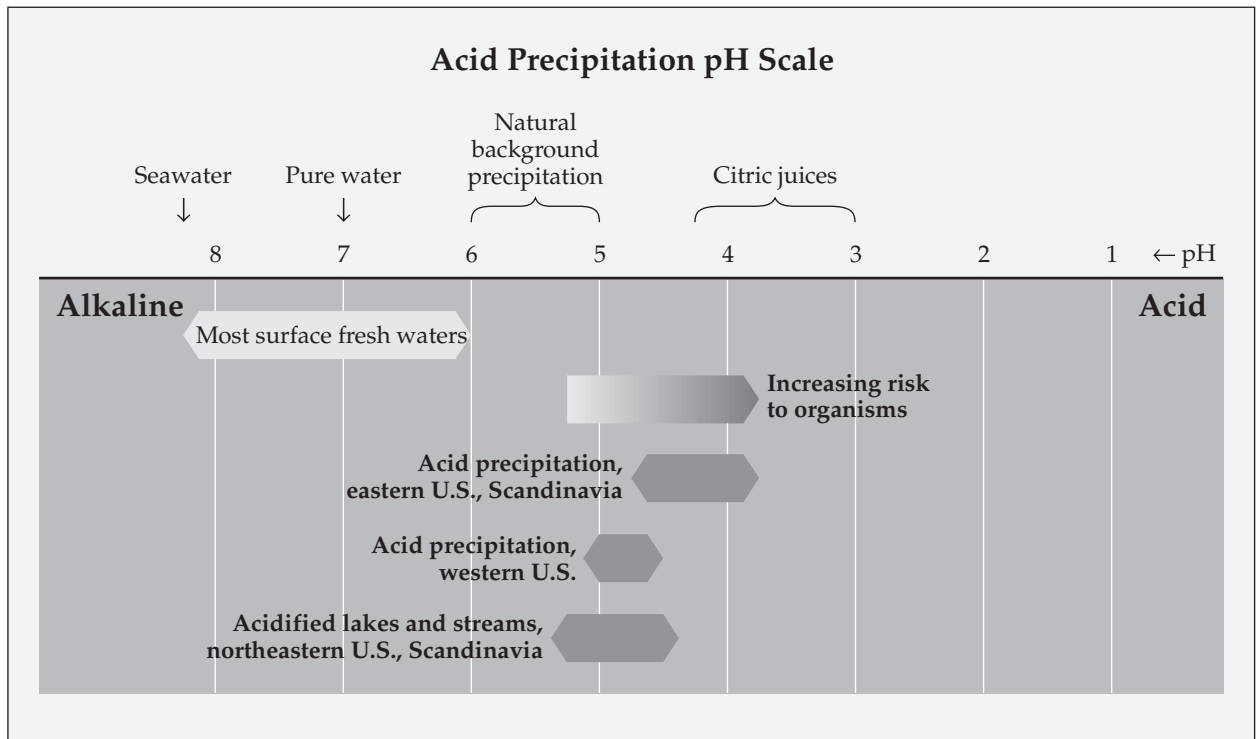 Acid Precipitation pH Scale
Natural
background
precipitation
Seawater
Pure water
Citric juices
8 7 6 5 4 3 2 1 ← pH
Alkaline
Acid
Most surface fresh waters
Increasing risk
to organisms
Acid precipitation,
eastern U.S., Scandinavia
Acid precipitation,
western U.S.
Acidified lakes and streams,
northeastern U.S., Scandinavia